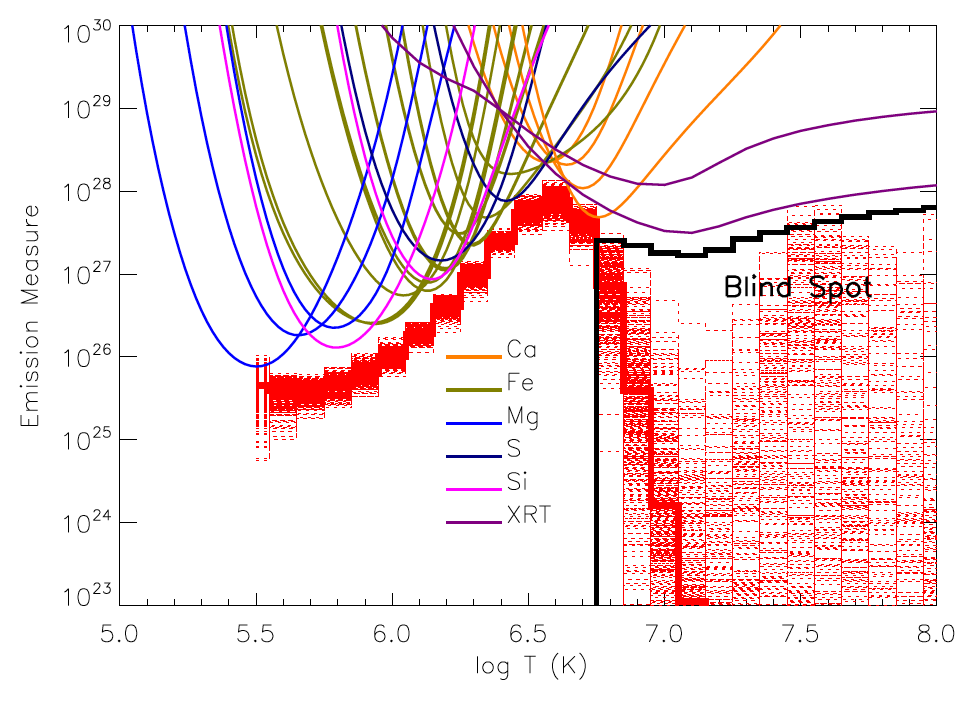 10^30
10^29
10^28
10^27
10^26
10^25
10^24
10^23
Emission Measure
Blind Spot
Ca
Fe
Mg
S
Si
XRT
5.0 5.5 6.0 6.5 7.0 7.5 8.0
log T (K)